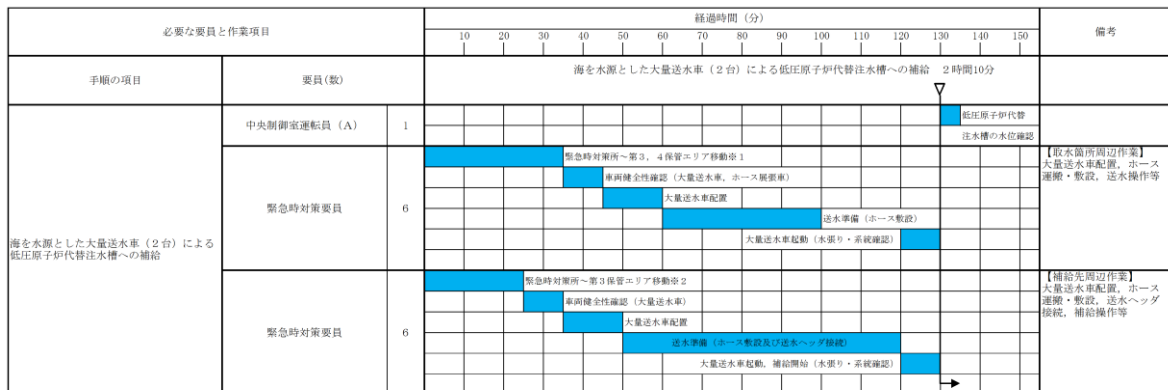 必要な要員と作業項目
経過時間（分）
備考
10 20 30 40 50 60 70 80 90 100 110 120 130 140 150
手順の項目
要員(数)
海を水源とした大量送水車（2台）による低圧原子炉代替注水槽への補給　2時間10分
中央制御室運転員（A）
1
低圧原子炉代替
注水槽の水位確認
海を水源とした大量送水車（2台）による
低圧原子炉代替注水槽への補給
緊急時対策要員
6
緊急時対策所～第3，4保管エリア移動※1
車両健全性確認（大量送水車，ホース展張車）
大量送水車配置
送水準備（ホース敷設）
大量送水車起動（水張り・系統確認）
【取水箇所周辺作業】
大量送水車配置，ホース
運搬・敷設，送水操作等
緊急時対策要員
6
緊急時対策所～第3保管エリア移動※2
車両健全性確認（大量送水車）
大量送水車配置
送水準備（ホース敷設及び送水ヘッダ接続）
大量送水車起動，補給開始（水張り・系統確認）
【補給先周辺作業】
大量送水車配置，ホース
運搬・敷設，送水ヘッダ
接続，補給操作等